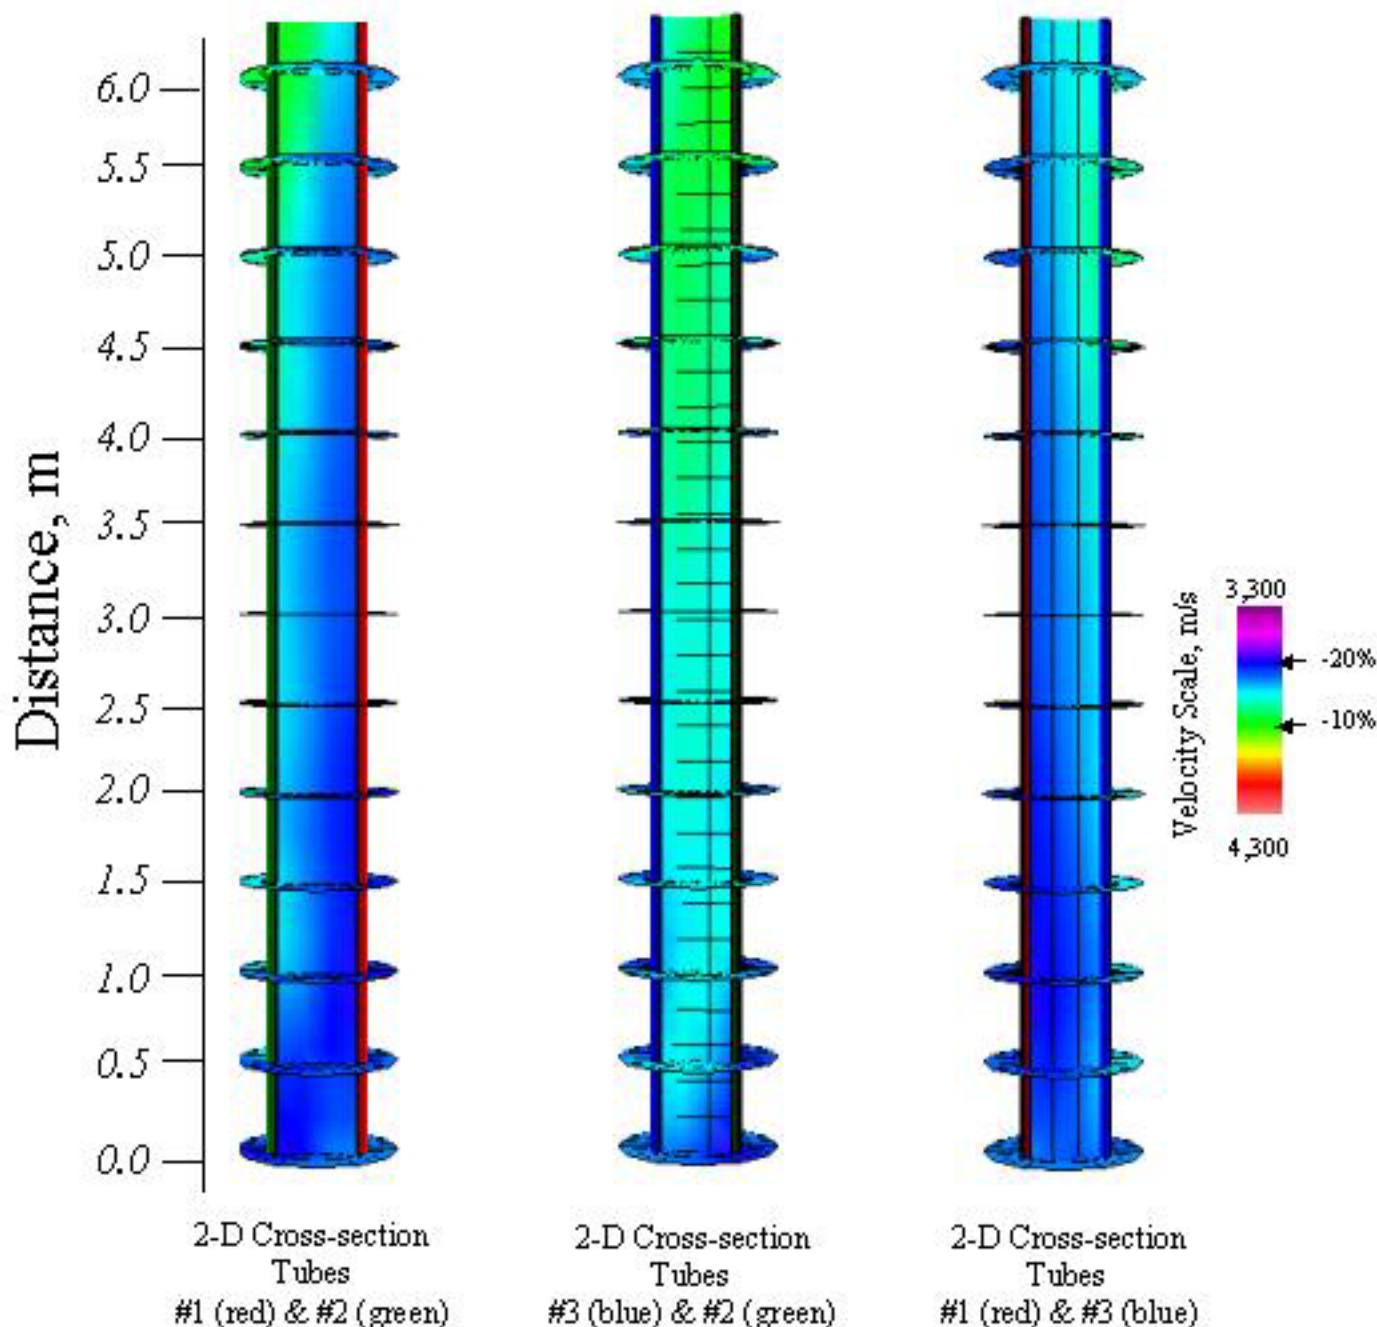 Distance, m
6.0
5.5
5.0
4.5
4.0
3.5
3.0
2.5
2.0
1.5
1.0
0.5
0.0
Velocity Scale, m/s
3,300
-20%
-10%
4,300
2-D Cross-section
Tubes
#1 (red) & #2 (green)
2-D Cross-section
Tubes
#3 (blue) & #2 (green)
2-D Cross-section
Tubes
#1 (red) & #3 (blue)